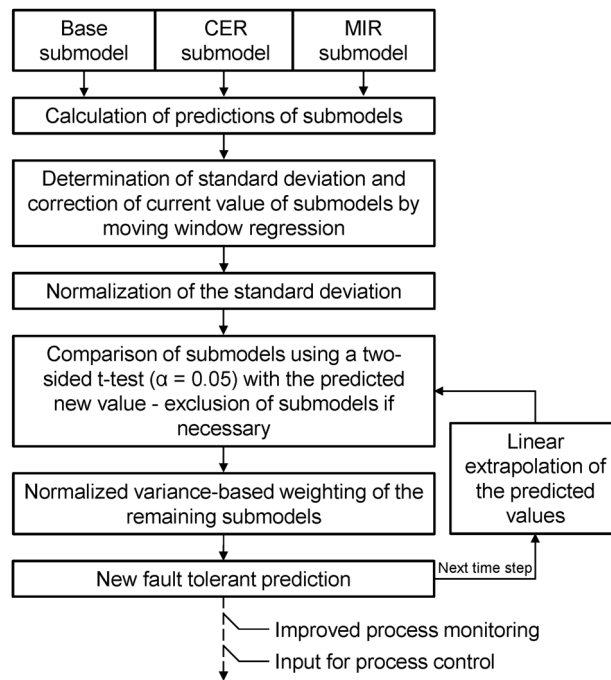 Base
submodel
CER
submodel
MIR
submodel
Calculation of predictions of submodels
Determination of standard deviation and
correction of current value of submodels by
moving window regression
Normalization of the standard deviation
Comparison of submodels using a two-
sided t-test (α = 0.05) with the predicted
new value - exclusion of submodels if
necessary
Linear
extrapolation of
the predicted
values
Normalized variance-based weighting of the
remaining submodels
New fault tolerant prediction
Next time step
Improved process monitoring
Input for process control